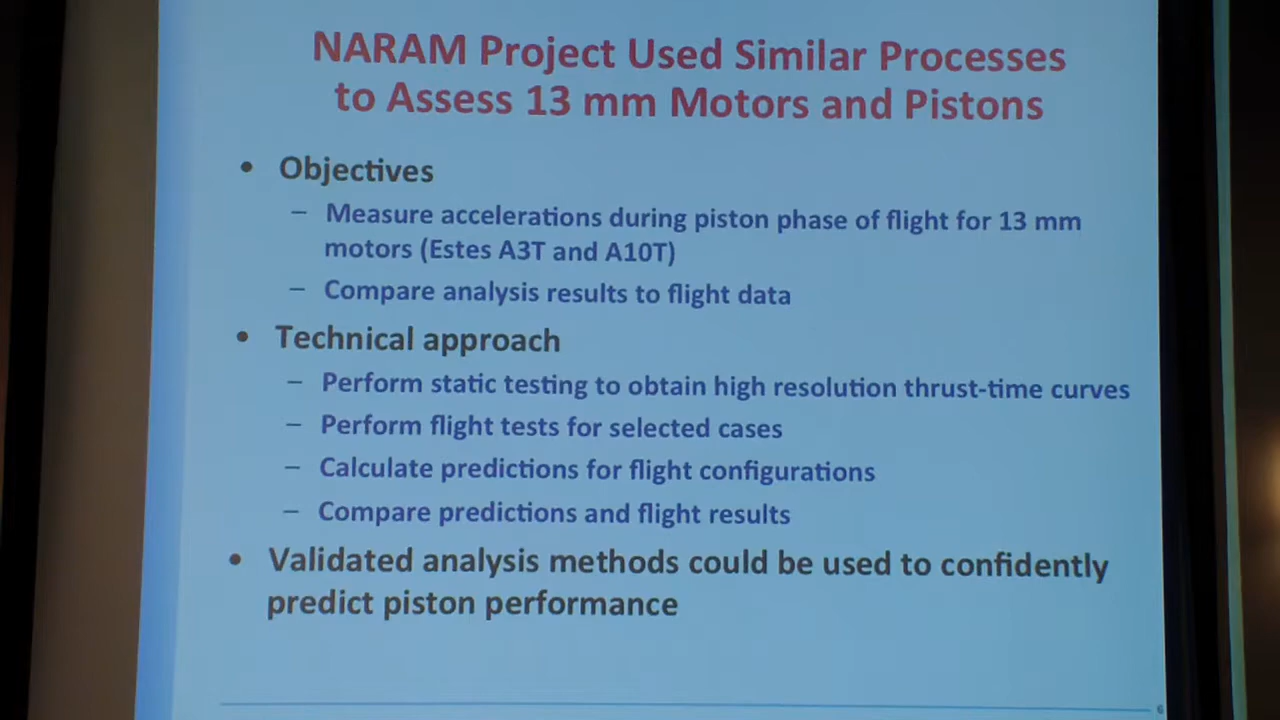 NARAM Project Used Similar Processes
to Assess 13 mm Motors and Pistons
• Objectives
– Measure accelerations during piston phase of flight for 13 mm
motors (Estes A3T and A10T)
– Compare analysis results to flight data
• Technical approach
– Perform static testing to obtain high resolution thrust-time curves
– Perform flight tests for selected cases
– Calculate predictions for flight configurations
– Compare predictions and flight results
• Validated analysis methods could be used to confidently
predict piston performance
6